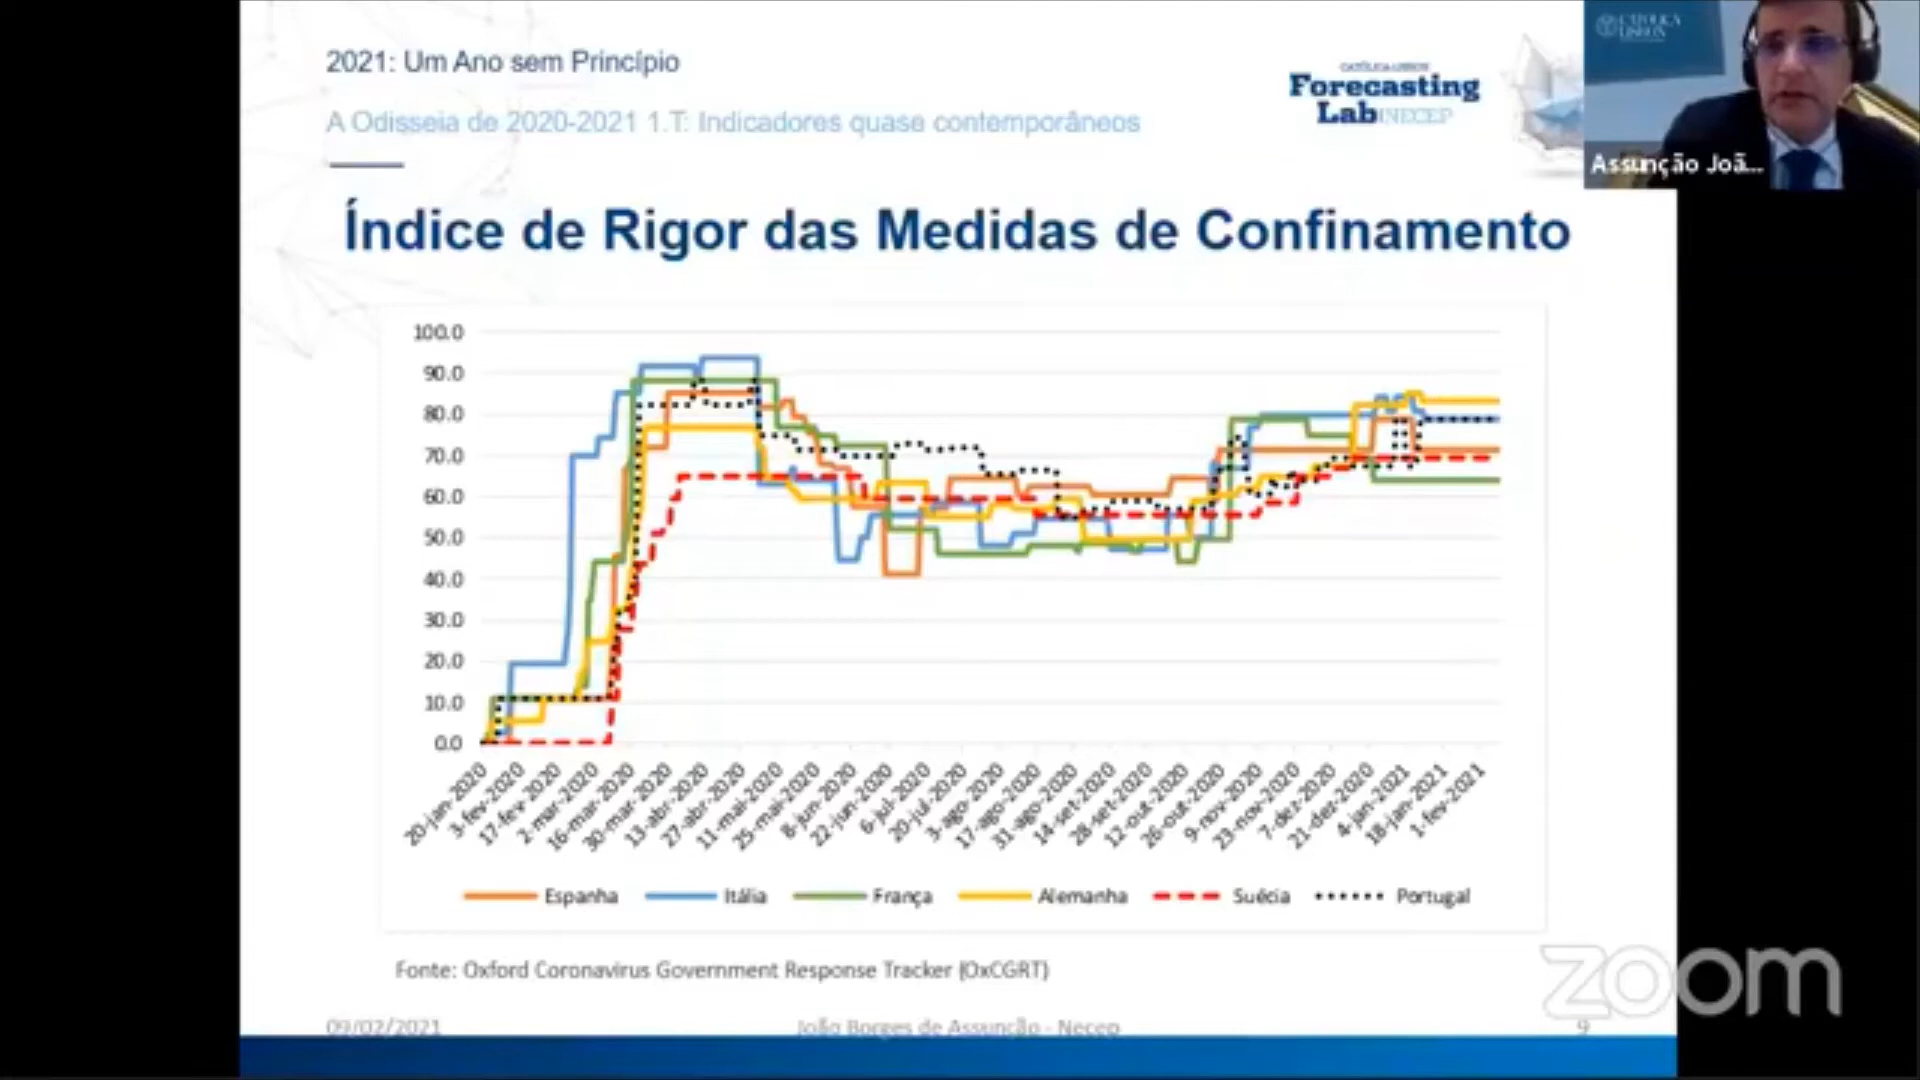 2021: Um Ano sem Princípio
A Odisseia de 2020-2021 1.T: Indicadores quase contemporâneos
CATÓLICA-LISBON
Forecasting
Lab NECEP
CATÓLICA
LISBON
Assunção Joã...
Índice de Rigor das Medidas de Confinamento
100.0
90.0
80.0
70.0
60.0
50.0
40.0
30.0
20.0
10.0
0.0
20-jan-2020
3-fev-2020
17-fev-2020
2-mar-2020
16-mar-2020
30-mar-2020
13-abr-2020
27-abr-2020
11-mai-2020
25-mai-2020
8-jun-2020
22-jun-2020
6-jul-2020
20-jul-2020
3-ago-2020
17-ago-2020
31-ago-2020
14-set-2020
28-set-2020
12-out-2020
26-out-2020
9-nov-2020
23-nov-2020
7-dez-2020
21-dez-2020
4-jan-2021
18-jan-2021
1-fev-2021
Espanha Itália França Alemanha Suécia Portugal
Fonte: Oxford Coronavirus Government Response Tracker (OxCGRT)
zoom
09/02/2021 João Borges de Assunção - Necep 9